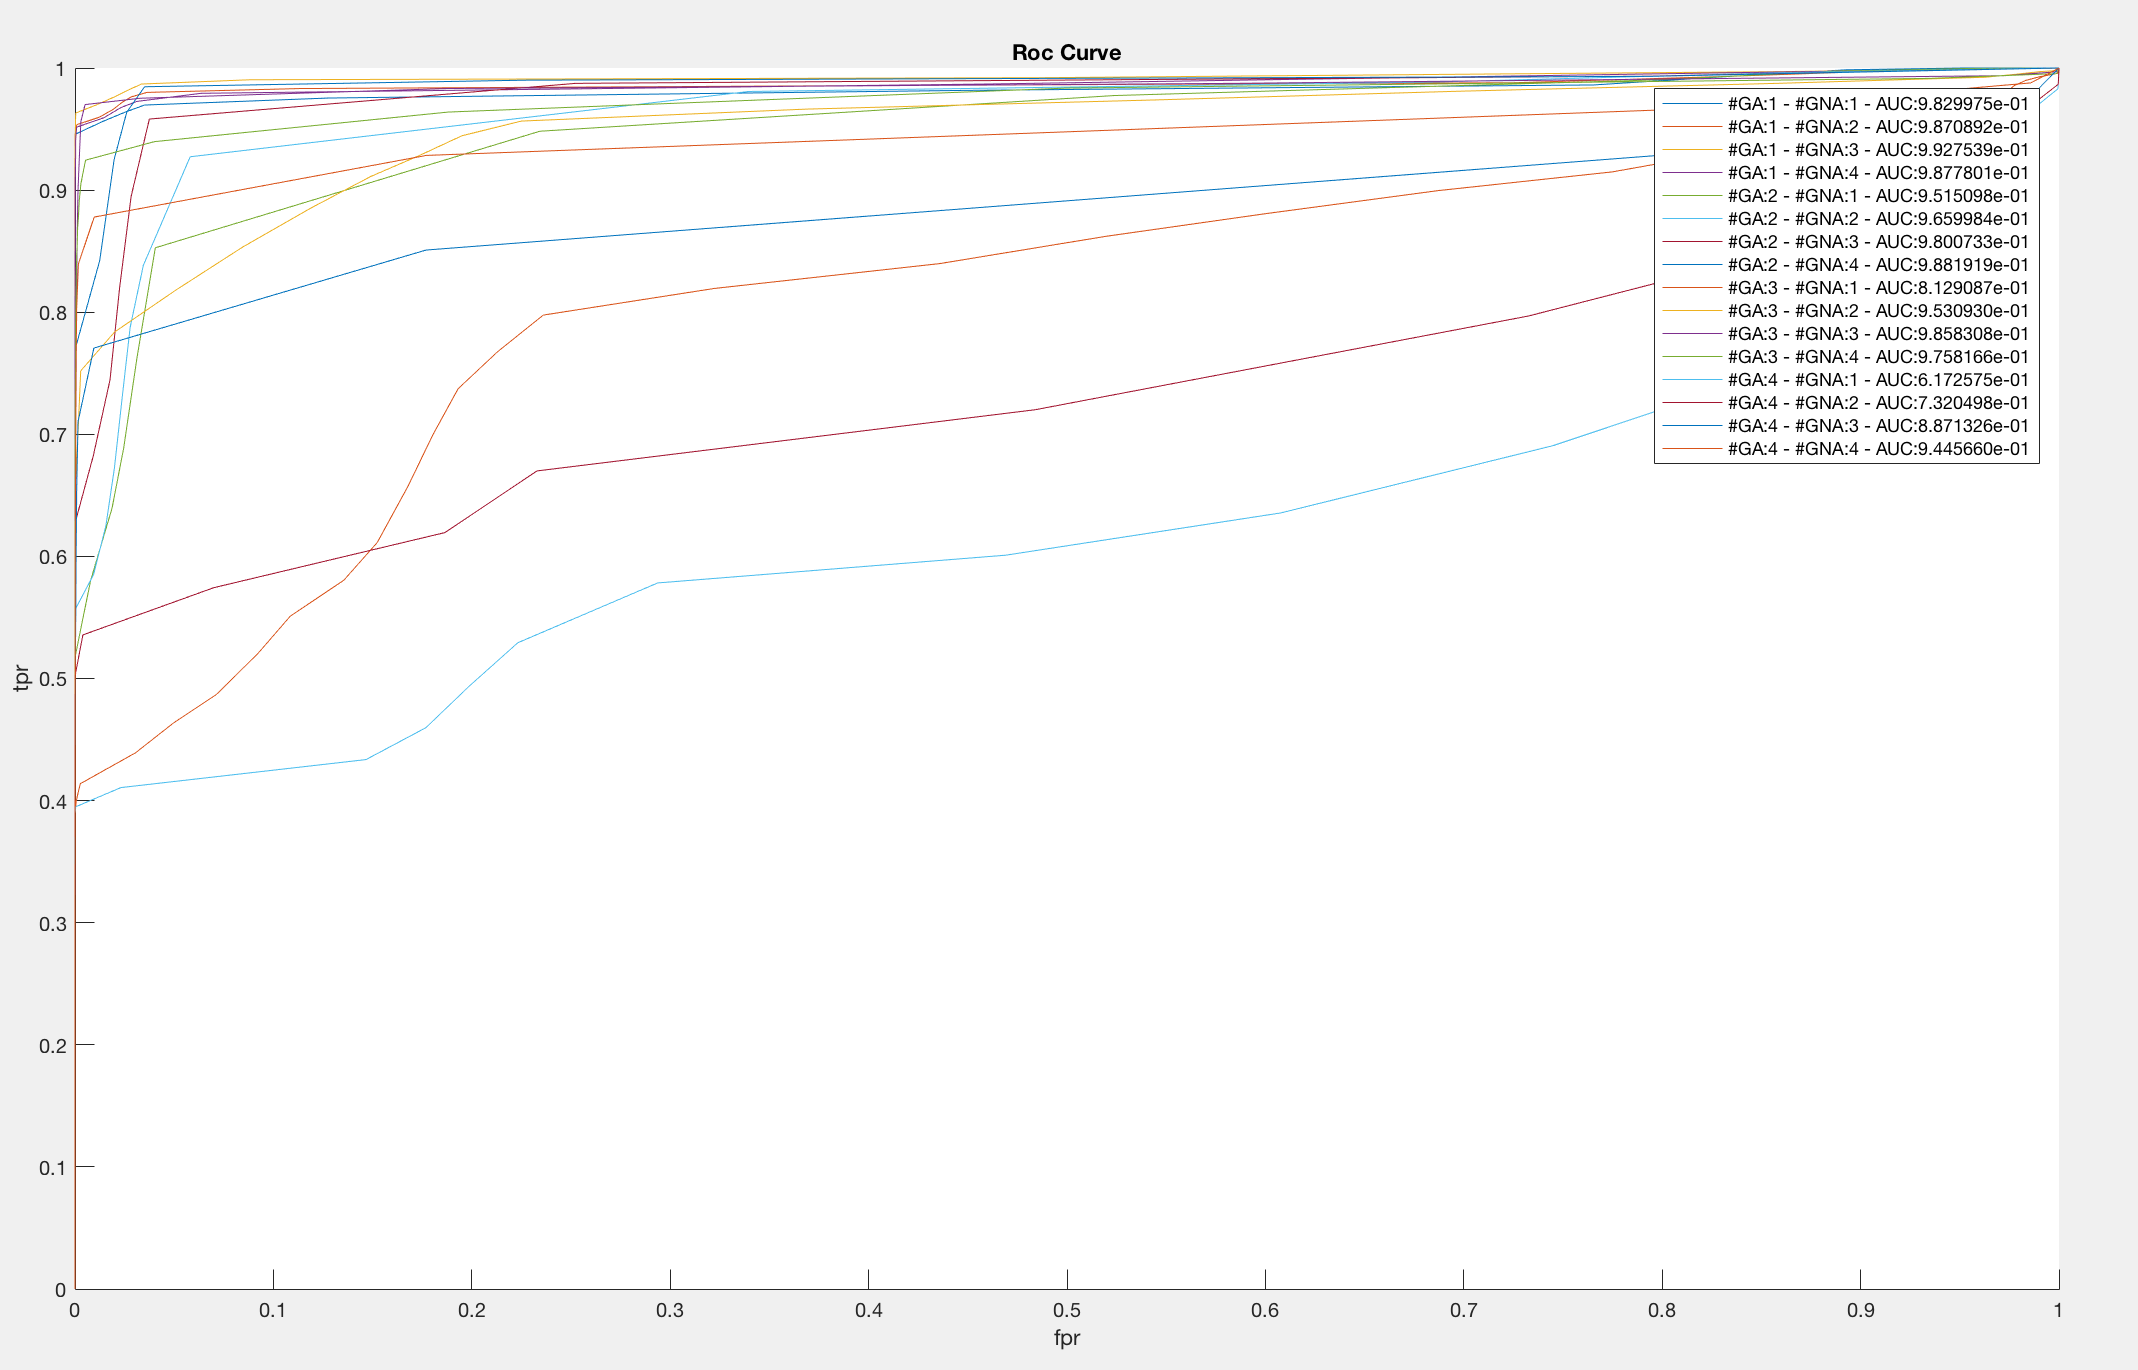 Roc Curve
1
0.9
0.8
0.7
0.6
0.5
0.4
0.3
0.2
0.1
0
tpr
#GA:1 - #GNA:1 - AUC:9.829975e-01
#GA:1 - #GNA:2 - AUC:9.870892e-01
#GA:1 - #GNA:3 - AUC:9.927539e-01
#GA:1 - #GNA:4 - AUC:9.877801e-01
#GA:2 - #GNA:1 - AUC:9.515098e-01
#GA:2 - #GNA:2 - AUC:9.659984e-01
#GA:2 - #GNA:3 - AUC:9.800733e-01
#GA:2 - #GNA:4 - AUC:9.881919e-01
#GA:3 - #GNA:1 - AUC:8.129087e-01
#GA:3 - #GNA:2 - AUC:9.530930e-01
#GA:3 - #GNA:3 - AUC:9.858308e-01
#GA:3 - #GNA:4 - AUC:9.758166e-01
#GA:4 - #GNA:1 - AUC:6.172575e-01
#GA:4 - #GNA:2 - AUC:7.320498e-01
#GA:4 - #GNA:3 - AUC:8.871326e-01
#GA:4 - #GNA:4 - AUC:9.445660e-01
0 0.1 0.2 0.3 0.4 0.5 0.6 0.7 0.8 0.9 1
fpr